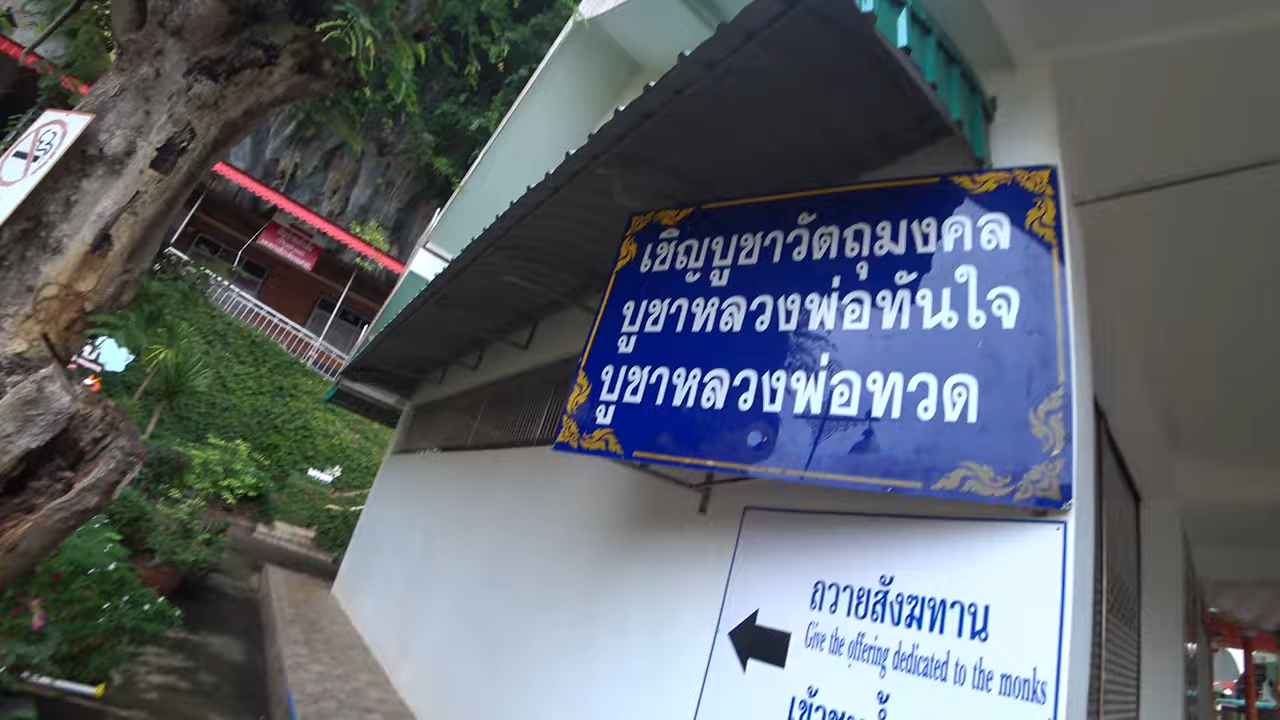 เชิญบูชาวัตถุมงคล
บูชาหลวงพ่อทันใจ
บูชาหลวงพ่อทวด
ถวายสังฆทาน
Give the offering dedicated to the monks